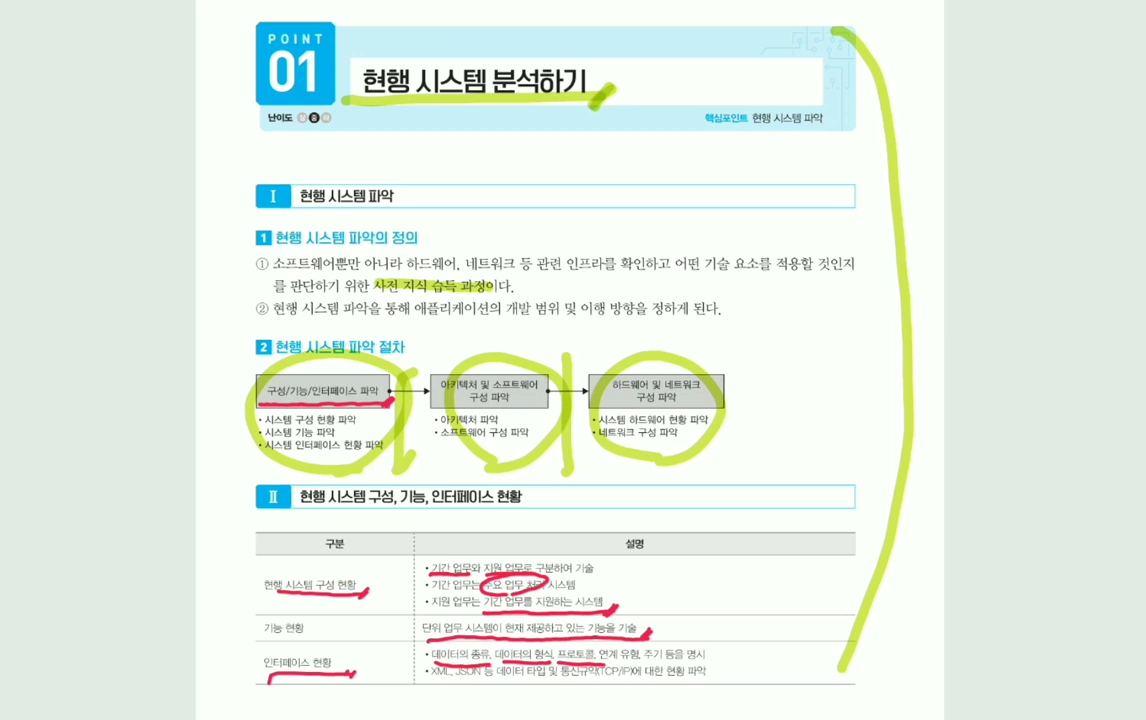 POINT
01
현행 시스템 분석하기
난이도 상 중 하
핵심포인트 현행 시스템 파악
Ⅰ 현행 시스템 파악
1 현행 시스템 파악의 정의
① 소프트웨어뿐만 아니라 하드웨어, 네트워크 등 관련 인프라를 확인하고 어떤 기술 요소를 적용할 것인지
를 판단하기 위한 사전 지식 습득 과정이다.
② 현행 시스템 파악을 통해 애플리케이션의 개발 범위 및 이행 방향을 정하게 된다.
2 현행 시스템 파악 절차
구성/기능/인터페이스 파악
• 시스템 구성 현황 파악
• 시스템 기능 파악
• 시스템 인터페이스 현황 파악
아키텍처 및 소프트웨어
구성 파악
• 아키텍처 파악
• 소프트웨어 구성 파악
하드웨어 및 네트워크
구성 파악
• 시스템 하드웨어 현황 파악
• 네트워크 구성 파악
Ⅱ 현행 시스템 구성, 기능, 인터페이스 현황
구분 설명
현행 시스템 구성 현황
• 기간 업무와 지원 업무로 구분하여 기술
• 기간 업무는 주요 업무 처리 시스템
• 지원 업무는 기간 업무를 지원하는 시스템
기능 현황 단위 업무 시스템이 현재 제공하고 있는 기능을 기술
인터페이스 현황
• 데이터의 종류, 데이터의 형식, 프로토콜, 연계 유형, 주기 등을 명시
• XML, JSON 등 데이터 타입 및 통신규약(TCP/IP)에 대한 현황 파악